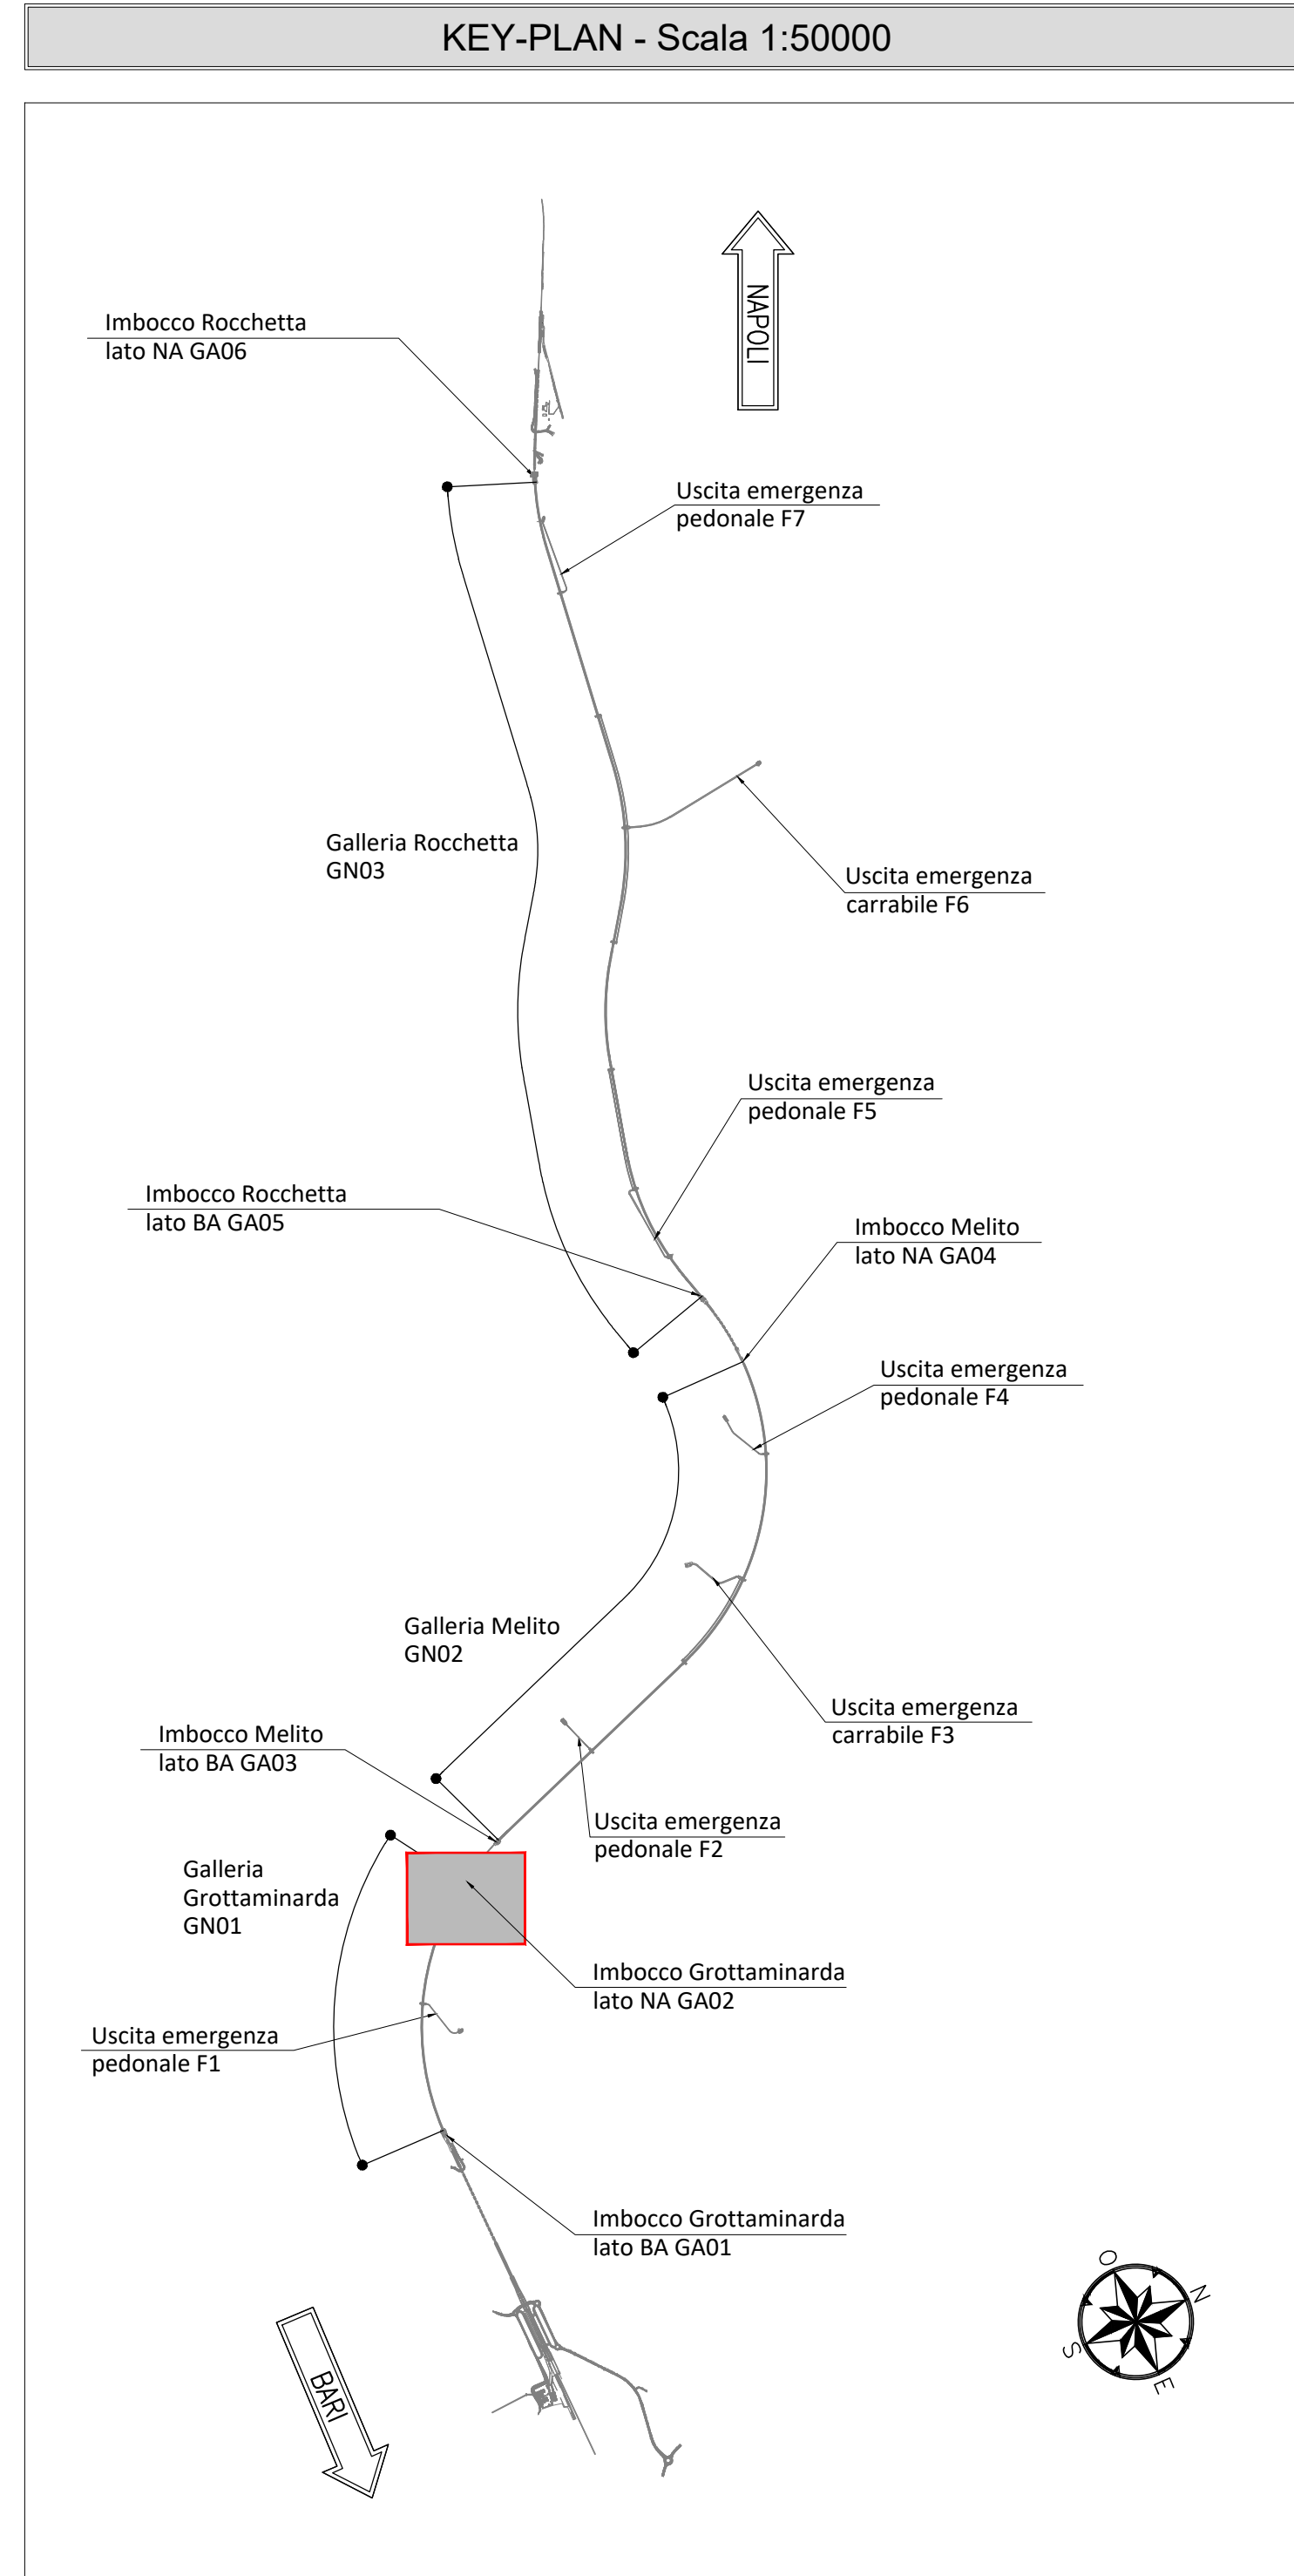 KEY-PLAN - Scala 1:50000
NAPOLI
Imbocco Rocchetta
lato NA GA06
Uscita emergenza
pedonale F7
Galleria Rocchetta
GN03
Uscita emergenza
carrabile F6
Uscita emergenza
pedonale F5
Imbocco Rocchetta
lato BA GA05
Imbocco Melito
lato NA GA04
Uscita emergenza
pedonale F4
Galleria Melito
GN02
Uscita emergenza
carrabile F3
Imbocco Melito
lato BA GA03
Uscita emergenza
pedonale F2
Galleria
Grottaminarda
GN01
Imbocco Grottaminarda
lato NA GA02
Uscita emergenza
pedonale F1
Imbocco Grottaminarda
lato BA GA01
O
N
S
E
BARI